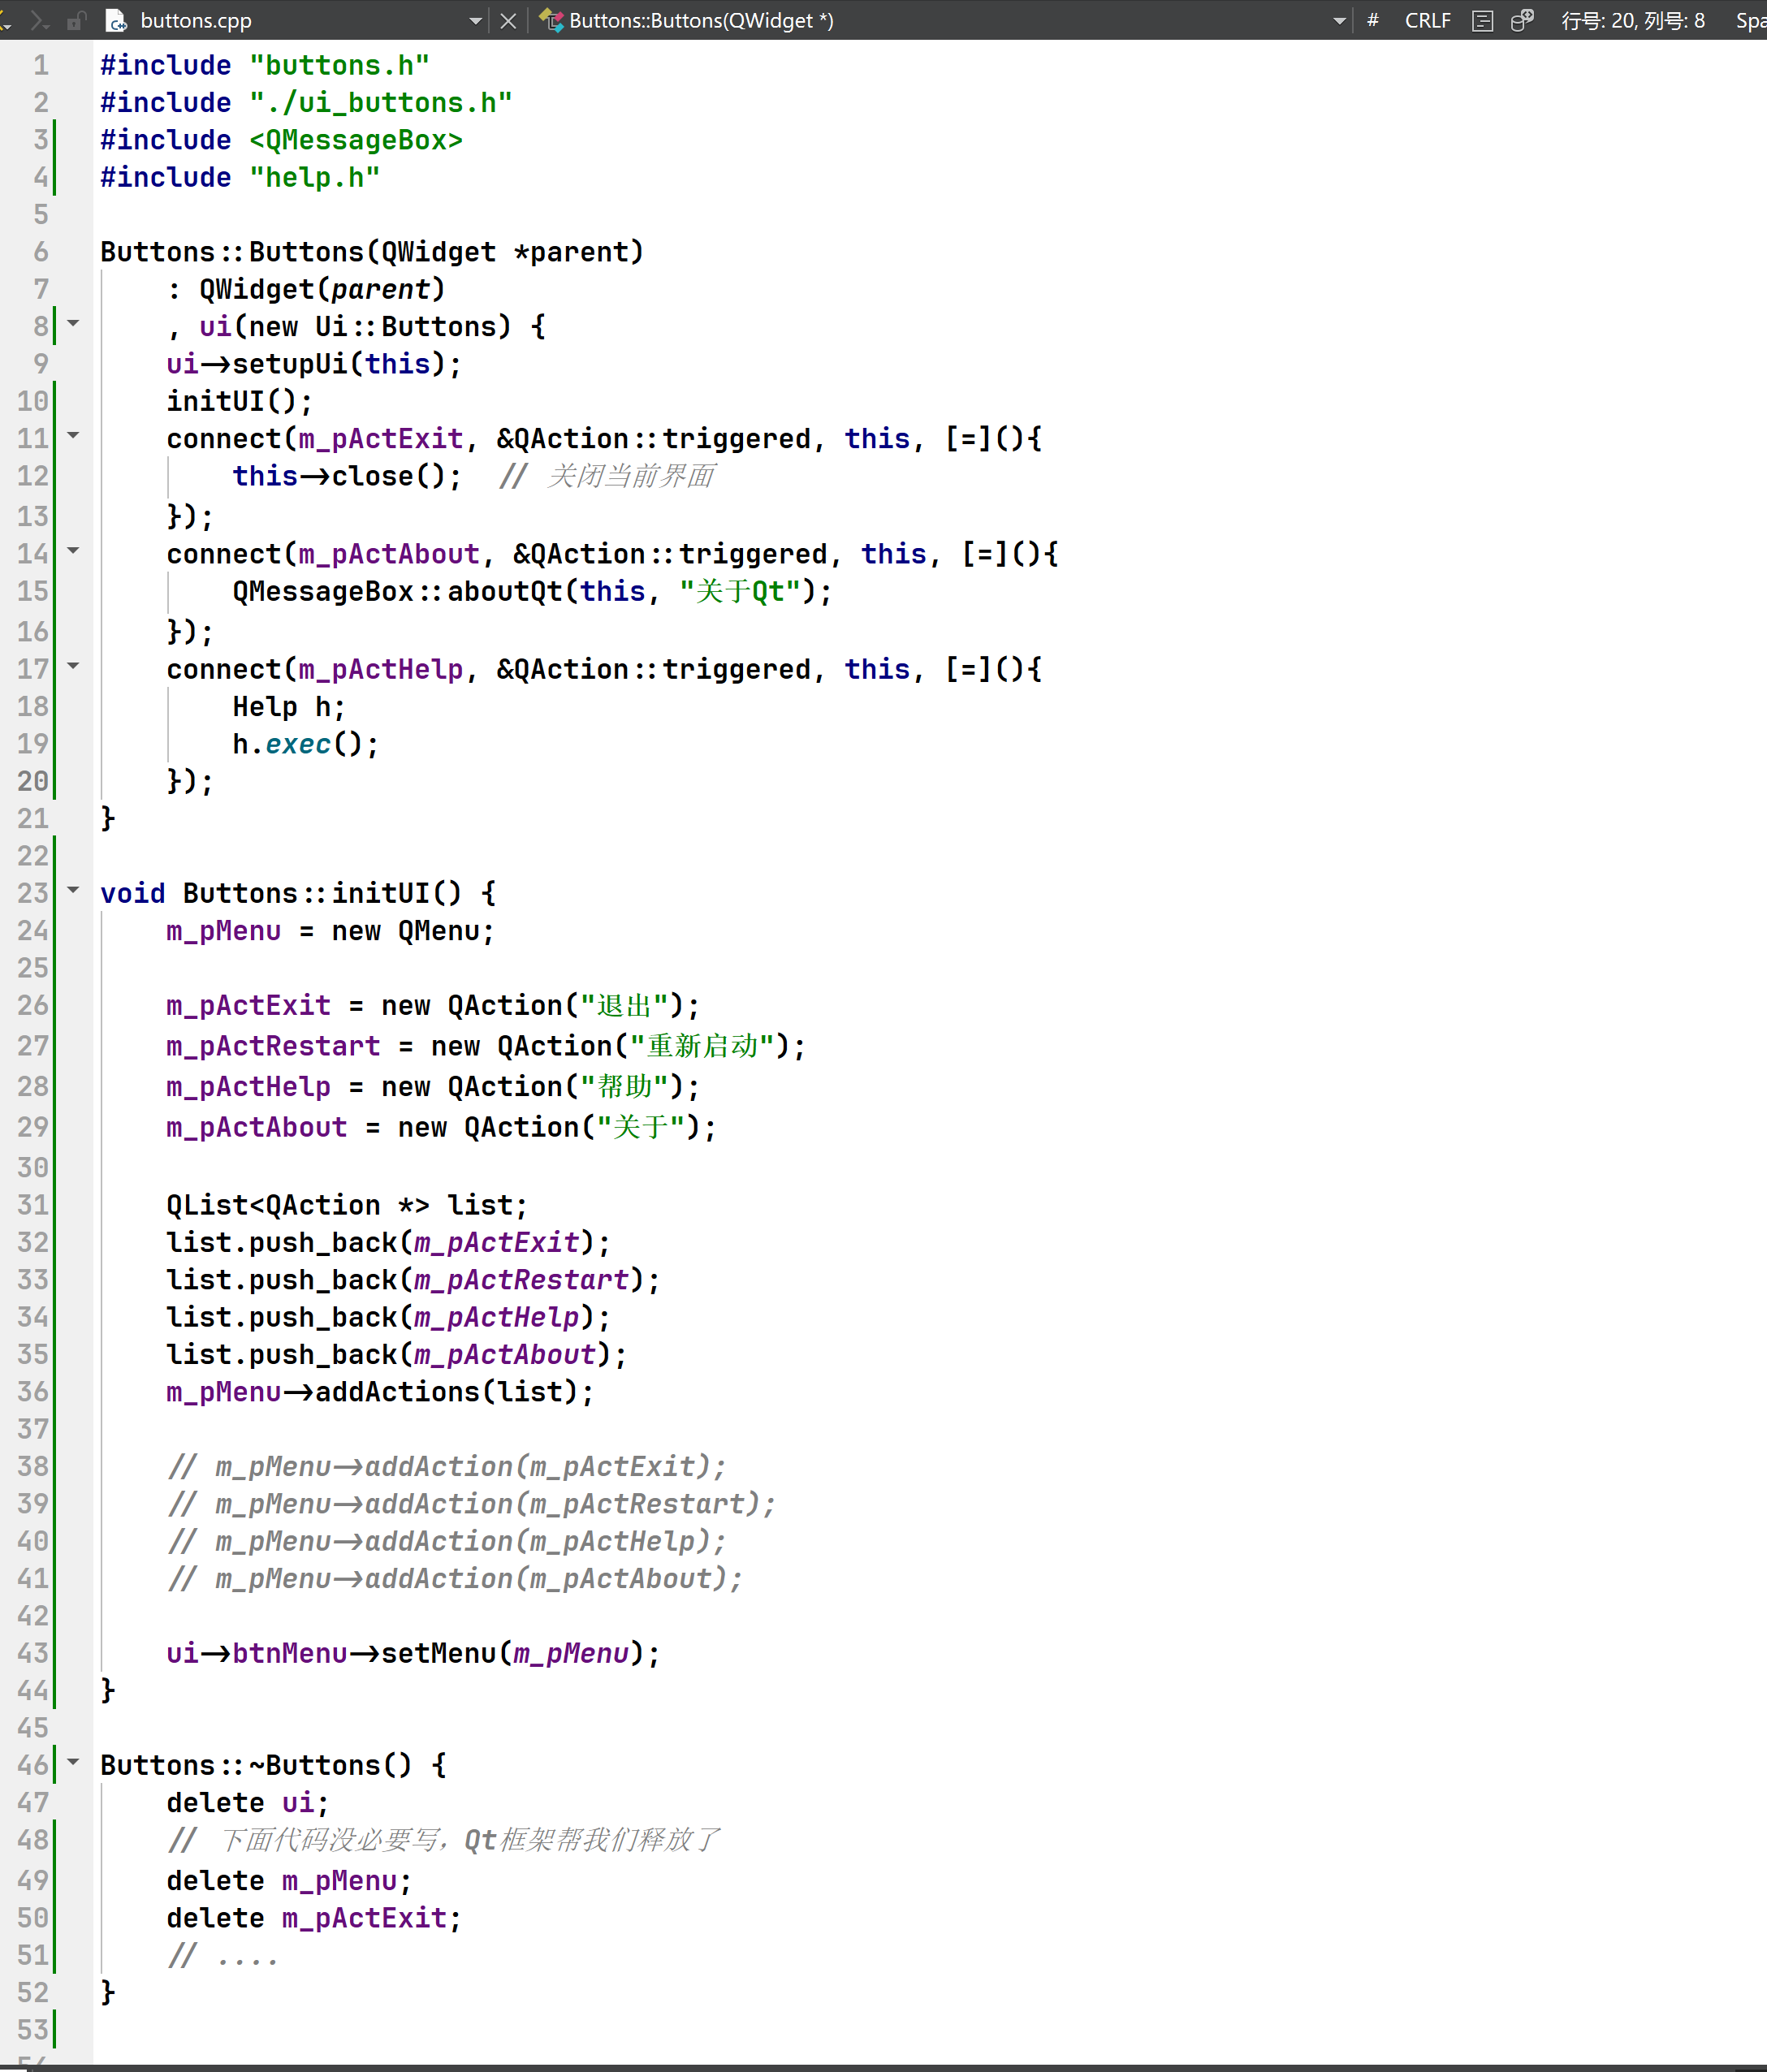 buttons.cpp Buttons::Buttons(QWidget *) # CRLF 行号: 20, 列号: 8 Spa
1 #include "buttons.h"
2 #include "./ui_buttons.h"
3 #include <QMessageBox>
4 #include "help.h"
5
6 Buttons::Buttons(QWidget *parent)
7 : QWidget(parent)
8 , ui(new Ui::Buttons) {
9 ui->setupUi(this);
10 initUI();
11 connect(m_pActExit, &QAction::triggered, this, [=](){
12 this->close(); // 关闭当前界面
13 });
14 connect(m_pActAbout, &QAction::triggered, this, [=](){
15 QMessageBox::aboutQt(this, "关于Qt");
16 });
17 connect(m_pActHelp, &QAction::triggered, this, [=](){
18 Help h;
19 h.exec();
20 });
21 }
22
23 void Buttons::initUI() {
24 m_pMenu = new QMenu;
25
26 m_pActExit = new QAction("退出");
27 m_pActRestart = new QAction("重新启动");
28 m_pActHelp = new QAction("帮助");
29 m_pActAbout = new QAction("关于");
30
31 QList<QAction *> list;
32 list.push_back(m_pActExit);
33 list.push_back(m_pActRestart);
34 list.push_back(m_pActHelp);
35 list.push_back(m_pActAbout);
36 m_pMenu->addActions(list);
37
38 // m_pMenu->addAction(m_pActExit);
39 // m_pMenu->addAction(m_pActRestart);
40 // m_pMenu->addAction(m_pActHelp);
41 // m_pMenu->addAction(m_pActAbout);
42
43 ui->btnMenu->setMenu(m_pMenu);
44 }
45
46 Buttons::~Buttons() {
47 delete ui;
48 // 下面代码没必要写，Qt框架帮我们释放了
49 delete m_pMenu;
50 delete m_pActExit;
51 // ....
52 }
53